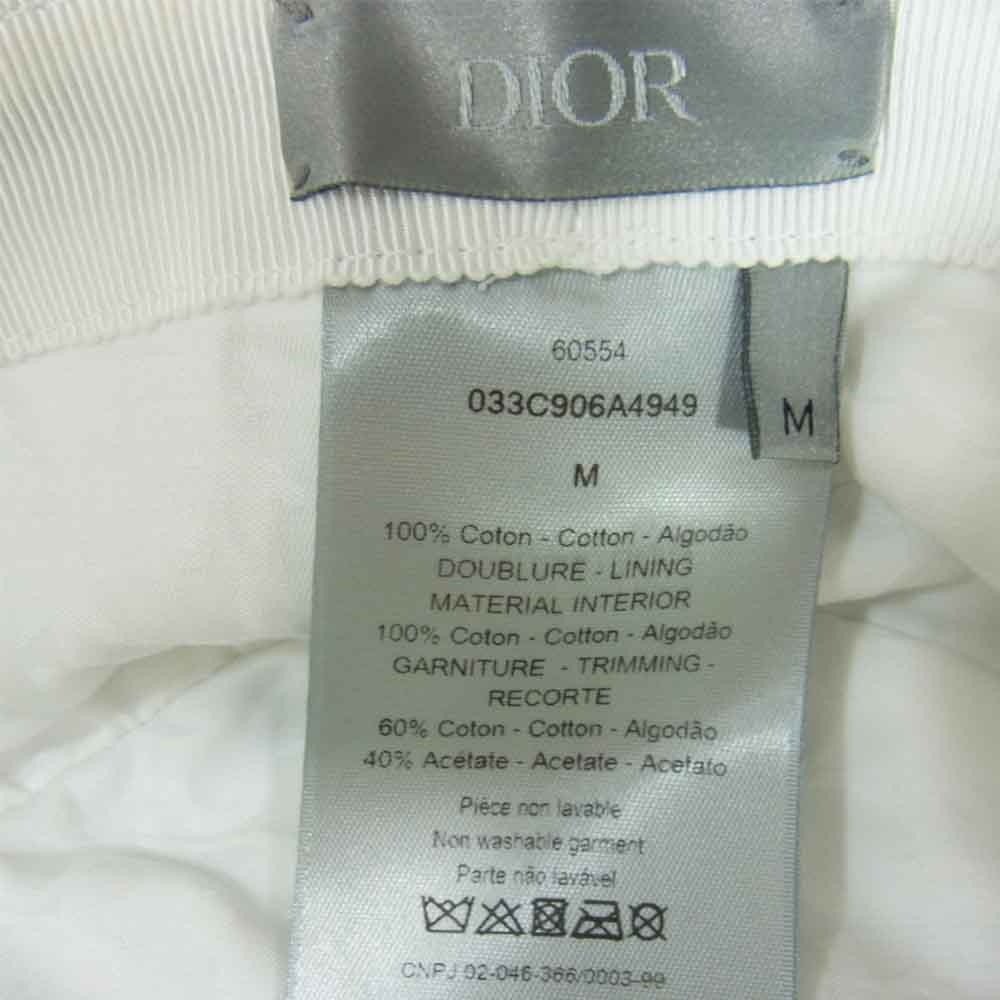 DIOR
60554
033C906A4949
M
M
100% Coton - Cotton - Algodão
DOUBLURE - LINING
MATERIAL INTERIOR
100% Coton - Cotton - Algodão
GARNITURE - TRIMMING -
RECORTE
60% Coton - Cotton - Algodão
40% Acétate - Acetate - Acetato
Pièce non lavable
Non washable garment
Parte não lavável
CNPJ 02-046-366/0003-99